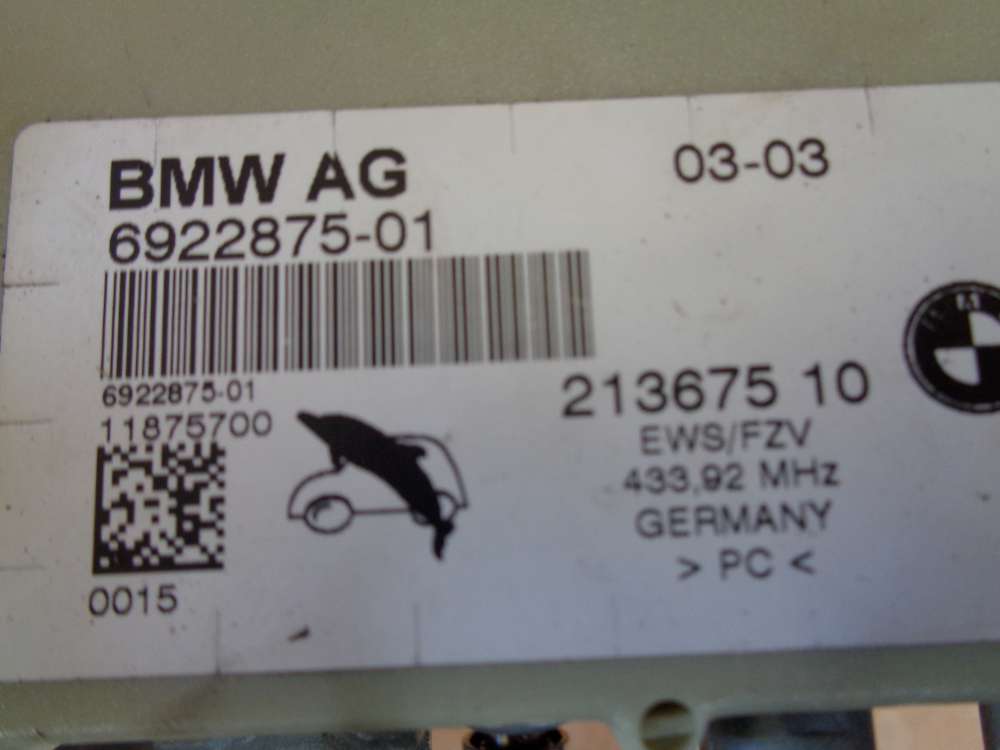 BMW AG
03-03
6922875-01
6922875-01
11875700
213675 10
EWS/FZV
433,92 MHz
GERMANY
> PC <
0015